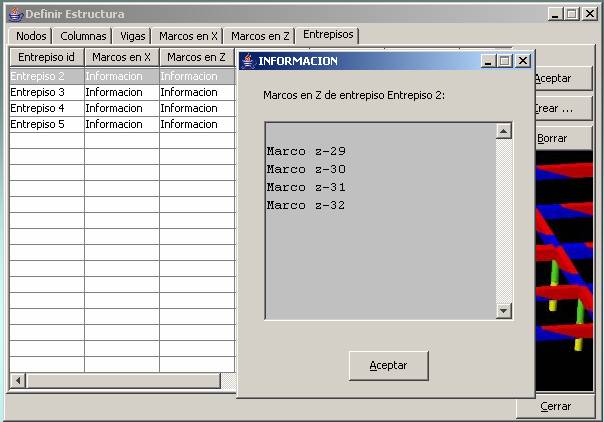 Definir Estructura
Nodos Columnas Vigas Marcos en X Marcos en Z Entrepisos
Entrepiso id Marcos en X Marcos en Z
Entrepiso 2 Informacion Informacion
Entrepiso 3 Informacion Informacion
Entrepiso 4 Informacion Informacion
Entrepiso 5 Informacion Informacion
INFORMACION
Marcos en Z de entrepiso Entrepiso 2:
Marco z-29
Marco z-30
Marco z-31
Marco z-32
Aceptar
Aceptar
Crear ...
Borrar
Cerrar